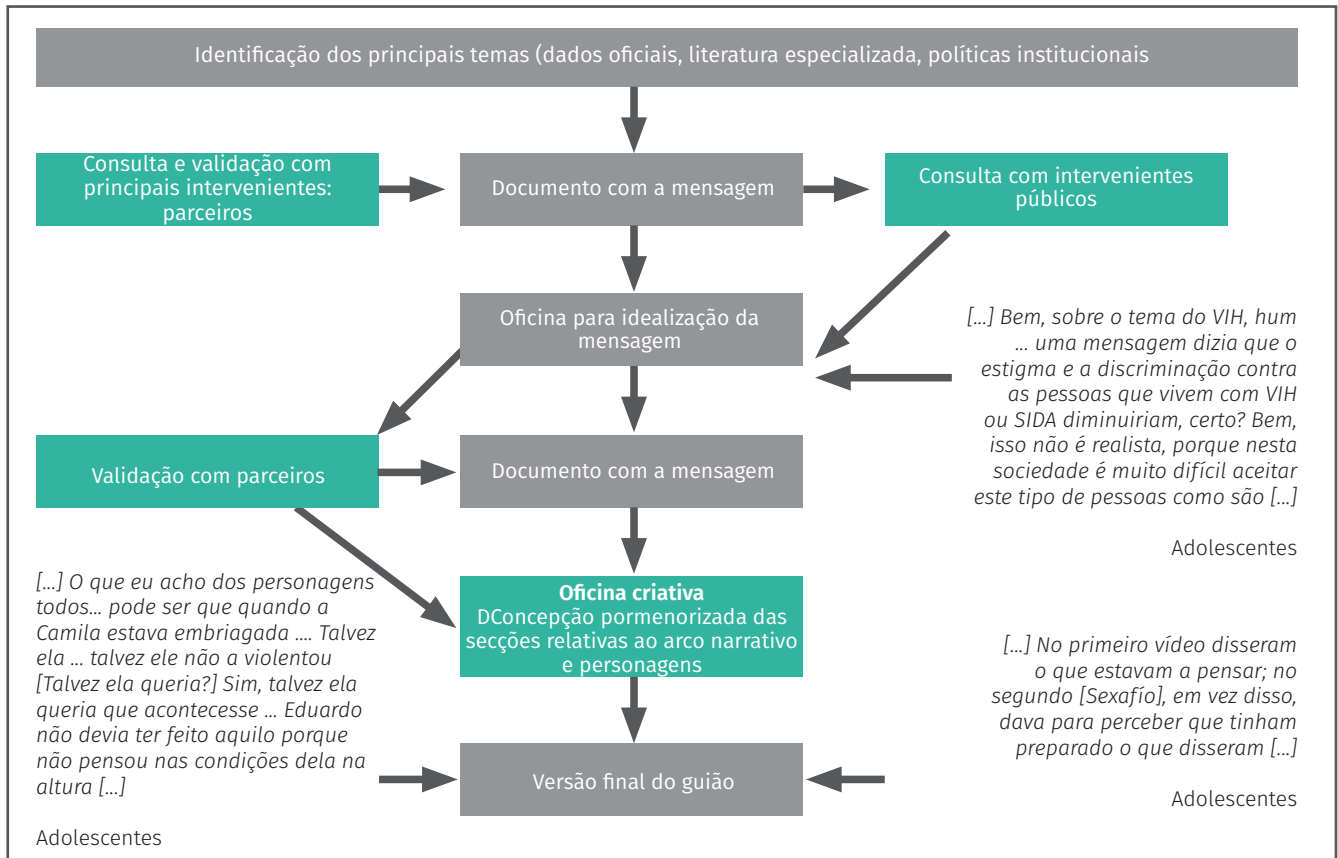 Identificação dos principais temas (dados oficiais, literatura especializada, políticas institucionais
Consulta e validação com
principais intervenientes:
parceiros
Documento com a mensagem
Consulta com intervenientes
públicos
Oficina para idealização da
mensagem
[...] Bem, sobre o tema do VIH, hum
... uma mensagem dizia que o
estigma e a discriminação contra
as pessoas que vivem com VIH
ou SIDA diminuiriam, certo? Bem,
isso não é realista, porque nesta
sociedade é muito difícil aceitar
este tipo de pessoas como são [...]
Adolescentes
Validação com parceiros
Documento com a mensagem
[...] O que eu acho dos personagens
todos... pode ser que quando a
Camila estava embriagada .... Talvez
ela ... talvez ele não a violentou
[Talvez ela queria?] Sim, talvez ela
queria que acontecesse ... Eduardo
não devia ter feito aquilo porque
não pensou nas condições dela na
altura [...]
Adolescentes
Oficina criativa
DConcepção pormenorizada das
secções relativas ao arco narrativo
e personagens
[...] No primeiro vídeo disseram
o que estavam a pensar; no
segundo [Sexafío], em vez disso,
dava para perceber que tinham
preparado o que disseram [...]
Adolescentes
Versão final do guião